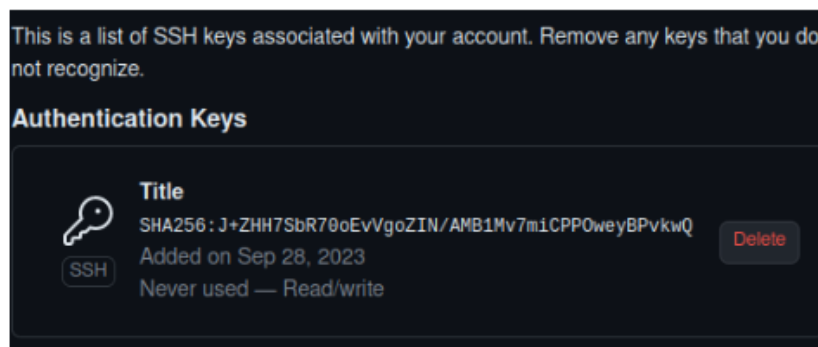 This is a list of SSH keys associated with your account. Remove any keys that you do
not recognize.
Authentication Keys
Title
SHA256:J+ZHH7SbR70oEvVgoZIN/AMB1Mv7miCPPOweyBPvkwQ
Added on Sep 28, 2023
Never used — Read/write
SSH
Delete